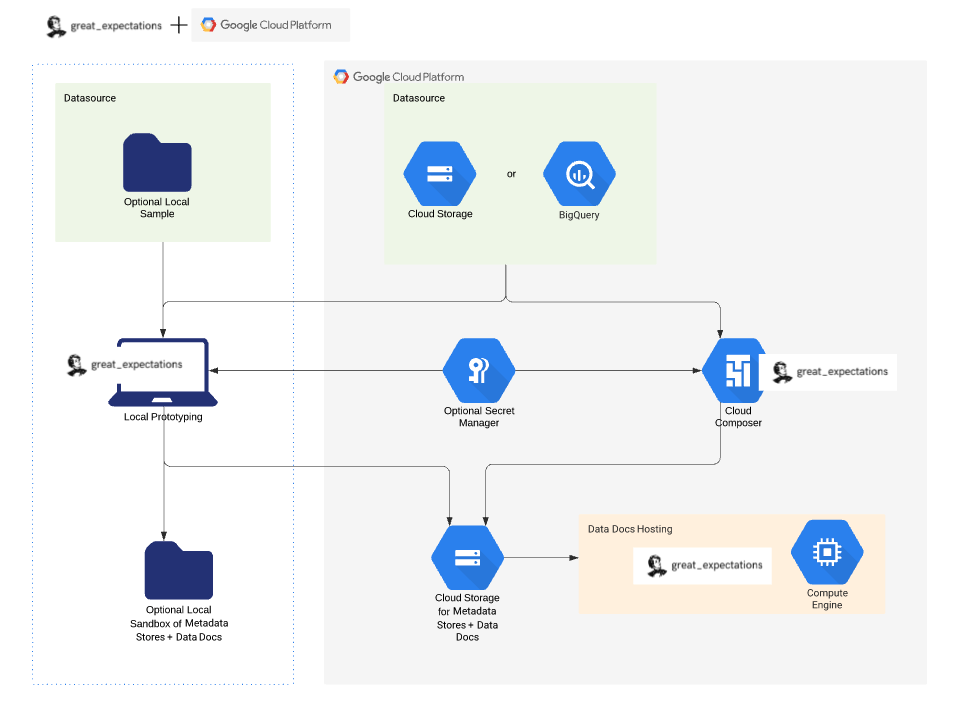 great_expectations
Google Cloud Platform
Google Cloud Platform
Datasource
Optional Local
Sample
Datasource
Cloud Storage
or
BigQuery
great_expectations
Local Prototyping
Optional Secret
Manager
great_expectations
Cloud
Composer
Optional Local
Sandbox of Metadata
Stores + Data Docs
Cloud Storage
for Metadata
Stores + Data
Docs
Data Docs Hosting
great_expectations
Compute
Engine